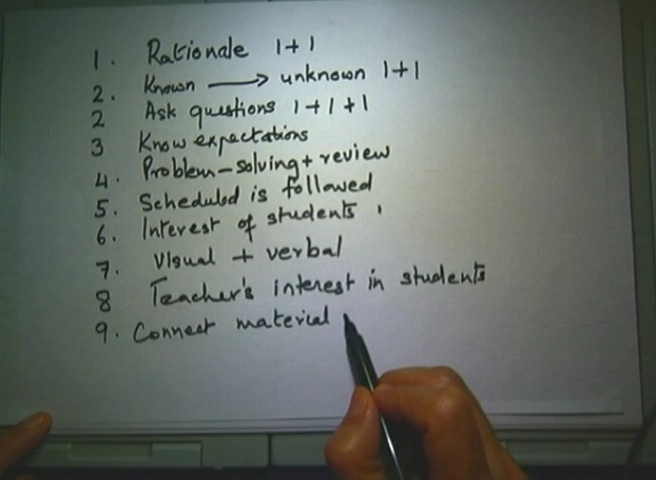 1. Rationale 1+1
2. Known → unknown 1+1
2 Ask questions 1+1+1
3 Know expectations
4. Problem-solving + review
5. Scheduled is followed
6. Interest of students 1
7. Visual + verbal
8 Teacher's interest in students
9. Connect material